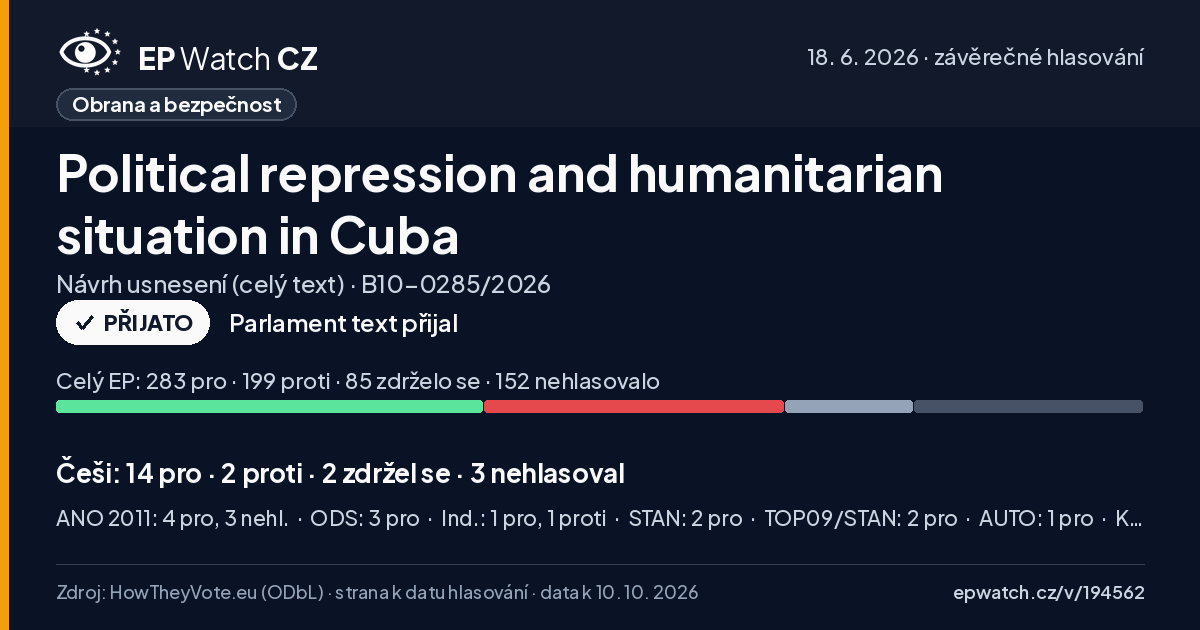 EP Watch CZ
18. 6. 2026 · závěrečné hlasování
Obrana a bezpečnost
Political repression and humanitarian
situation in Cuba
Návrh usnesení (celý text) · B10–0285/2026
✓ PŘIJATO Parlament text přijal
Celý EP: 283 pro · 199 proti · 85 zdrželo se · 152 nehlasovalo
Češi: 14 pro · 2 proti · 2 zdržel se · 3 nehlasoval
ANO 2011: 4 pro, 3 nehl. · ODS: 3 pro · Ind.: 1 pro, 1 proti · STAN: 2 pro · TOP09/STAN: 2 pro · AUTO: 1 pro · K…
Zdroj: HowTheyVote.eu (ODbL) · strana k datu hlasování · data k 10. 10. 2026
epwatch.cz/v/194562